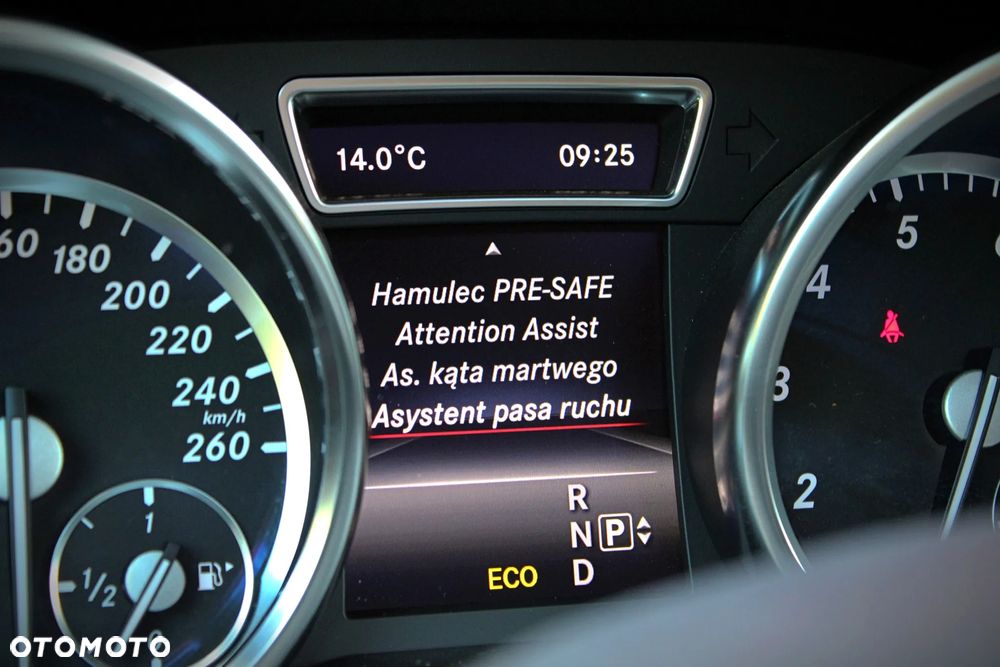 14.0°C 09:25
Hamulec PRE-SAFE
Attention Assist
As. kąta martwego
Asystent pasa ruchu
R
N P
ECO D
180
200
220
240
km/h
260
1
1/2
5
4
3
2
OTOMOTO